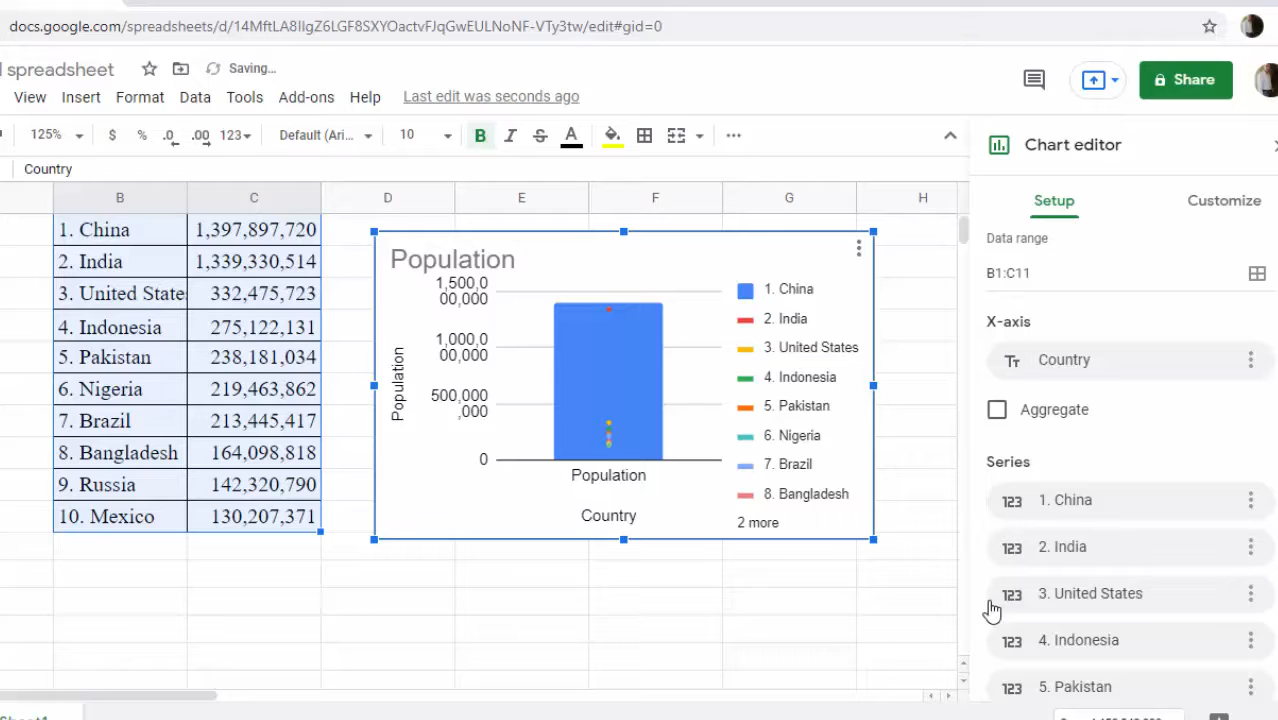 docs.google.com/spreadsheets/d/14MftLA8IIgZ6LGF8SXYOactvFJqGwEULNoNF-VTy3tw/edit#gid=0
spreadsheet Saving...
View Insert Format Data Tools Add-ons Help Last edit was seconds ago
Share
125% $ % .0 .00 123 Default (Ari... 10 B I S A
Chart editor
Country
B C D E F G H
Setup Customize
1. China 1,397,897,720
2. India 1,339,330,514
3. United State 332,475,723
4. Indonesia 275,122,131
5. Pakistan 238,181,034
6. Nigeria 219,463,862
7. Brazil 213,445,417
8. Bangladesh 164,098,818
9. Russia 142,320,790
10. Mexico 130,207,371
Population
1,500,0
00,000
1,000,0
00,000
500,000
,000
0
Population
Population
Country
1. China
2. India
3. United States
4. Indonesia
5. Pakistan
6. Nigeria
7. Brazil
8. Bangladesh
2 more
Data range
B1:C11
X-axis
Tт Country
Aggregate
Series
123 1. China
123 2. India
123 3. United States
123 4. Indonesia
123 5. Pakistan